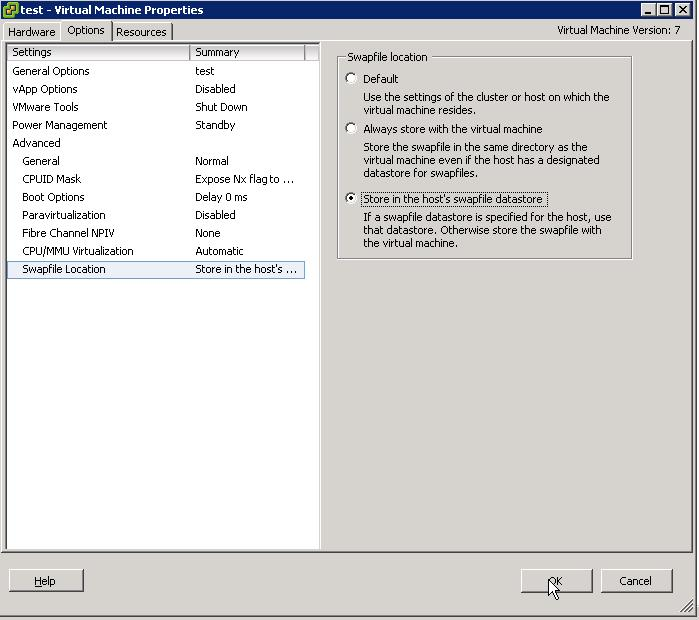 test - Virtual Machine Properties
Hardware Options Resources Virtual Machine Version: 7
Settings Summary
General Options test
vApp Options Disabled
VMware Tools Shut Down
Power Management Standby
Advanced
General Normal
CPUID Mask Expose Nx flag to ...
Boot Options Delay 0 ms
Paravirtualization Disabled
Fibre Channel NPIV None
CPU/MMU Virtualization Automatic
Swapfile Location Store in the host's ...
Swapfile location
Default
Use the settings of the cluster or host on which the
virtual machine resides.
Always store with the virtual machine
Store the swapfile in the same directory as the
virtual machine even if the host has a designated
datastore for swapfiles.
Store in the host's swapfile datastore
If a swapfile datastore is specified for the host, use
that datastore. Otherwise store the swapfile with
the virtual machine.
Help OK Cancel